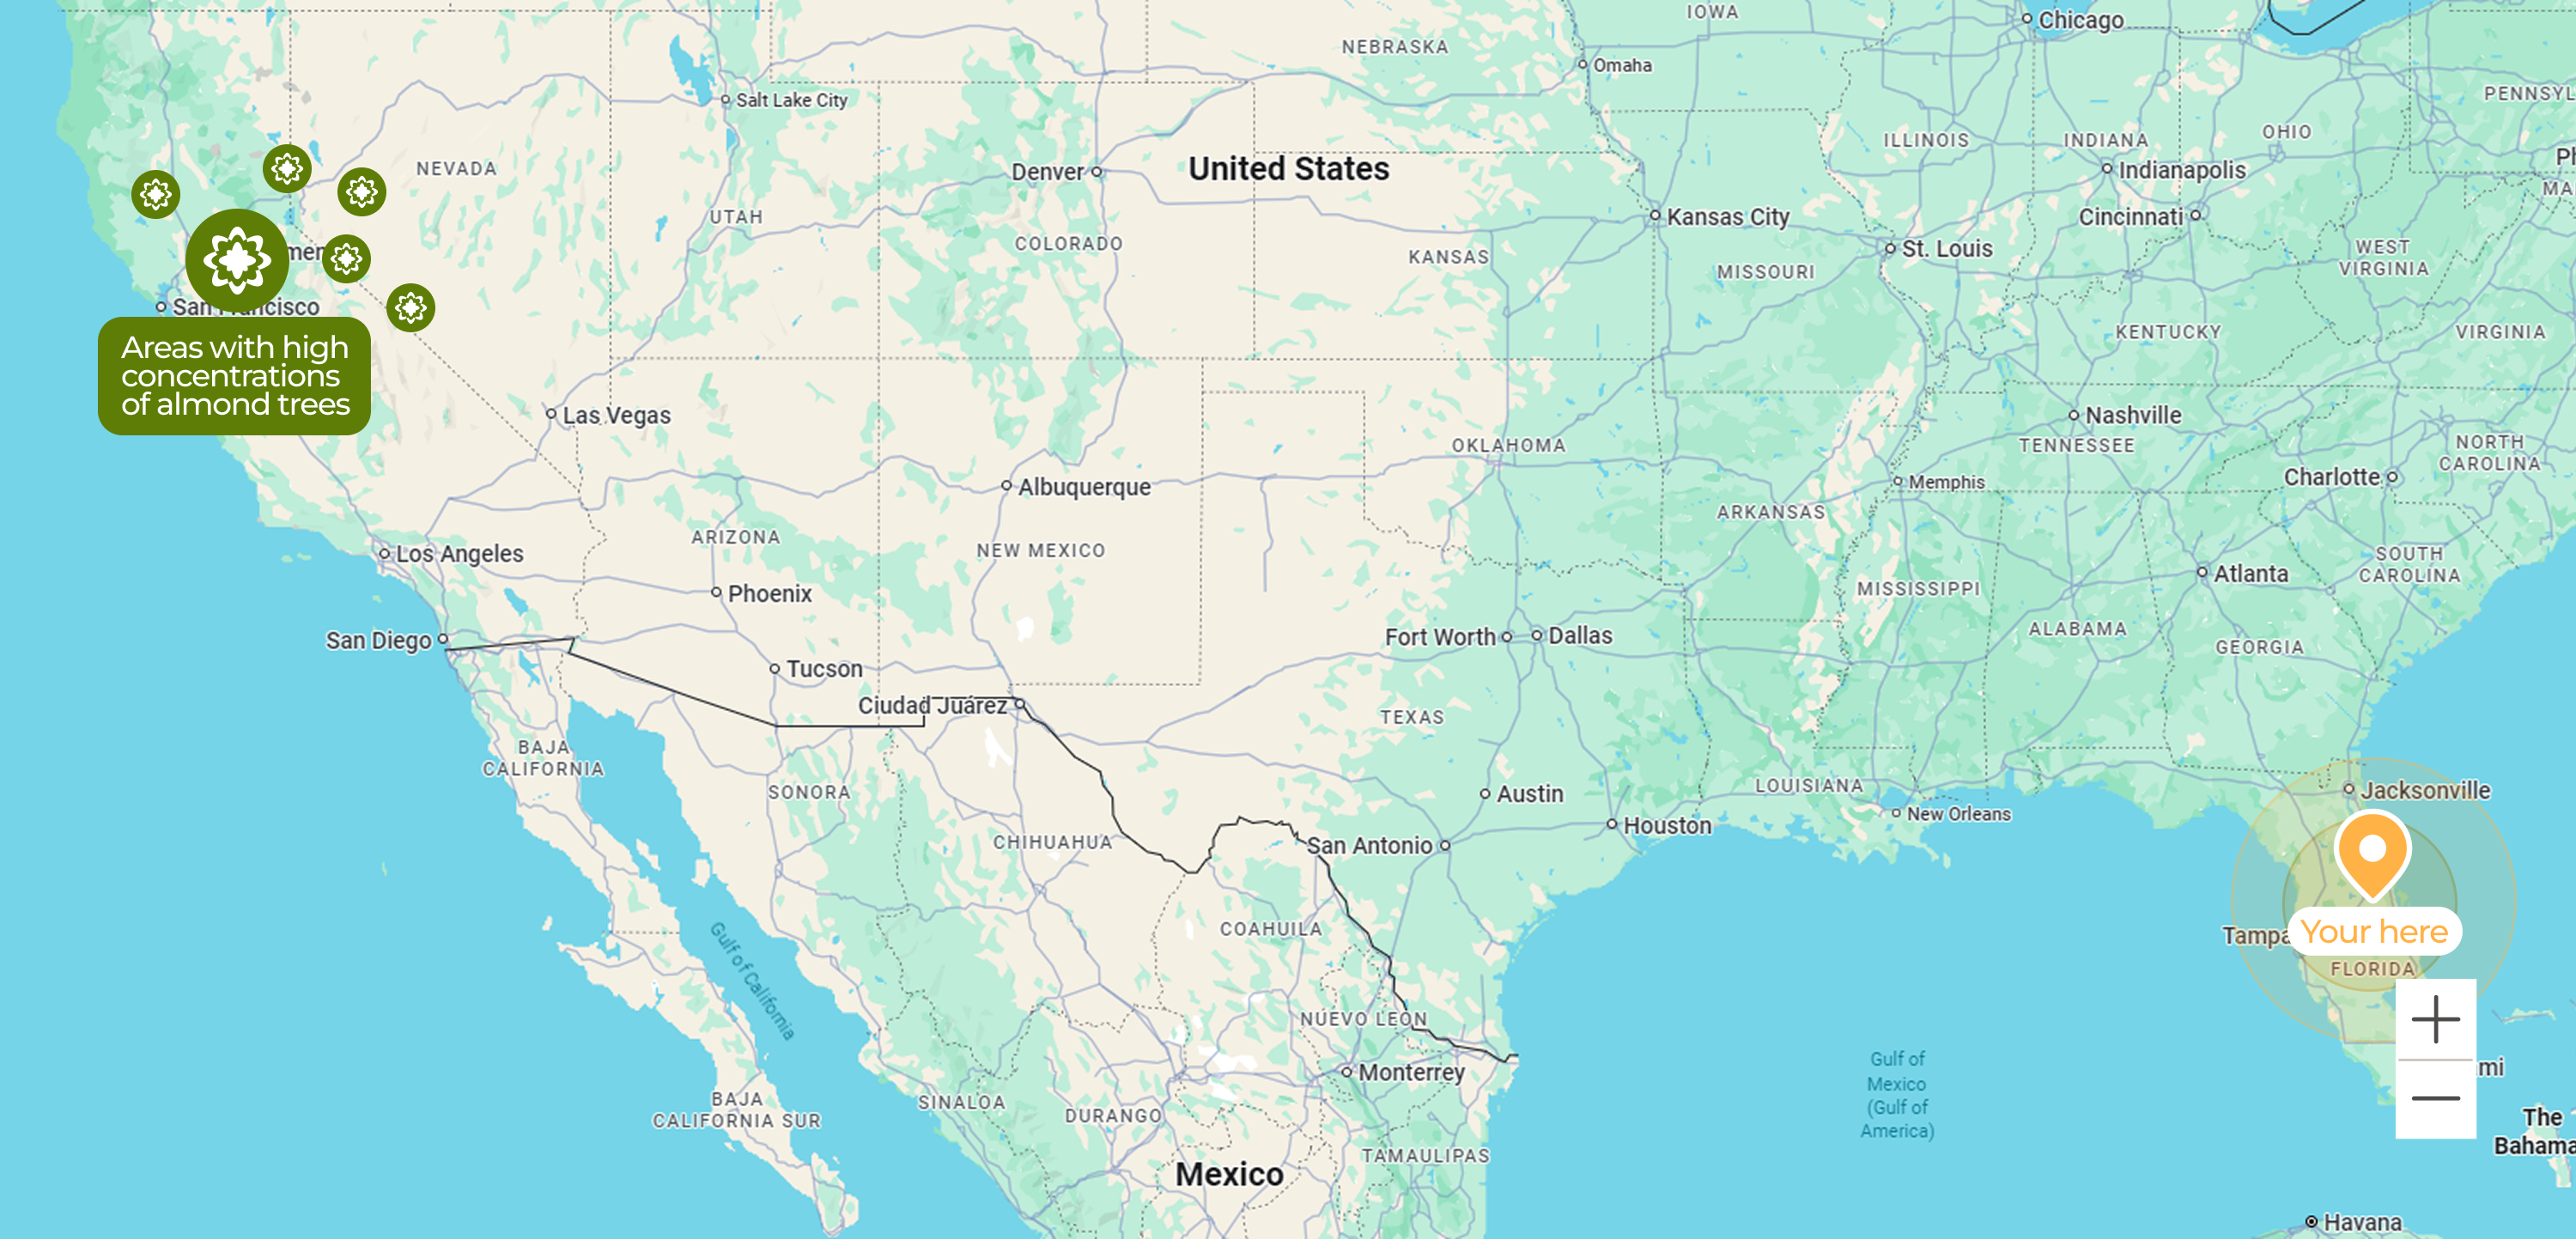 IOWA
Chicago
NEBRASKA
Omaha
PENNSYL
Salt Lake City
ILLINOIS
INDIANA
OHIO
Denver
United States
NEVADA
Indianapolis
Ph
MA
UTAH
COLORADO
Kansas City
Cincinnati
KANSAS
St. Louis
WEST
VIRGINIA
MISSOURI
San Francisco
KENTUCKY
VIRGINIA
Areas with high
concentrations
of almond trees
Las Vegas
Nashville
TENNESSEE
OKLAHOMA
NORTH
CAROLINA
Albuquerque
Memphis
Charlotte
ARKANSAS
ARIZONA
NEW MEXICO
Los Angeles
SOUTH
CAROLINA
Atlanta
Phoenix
MISSISSIPPI
San Diego
Fort Worth
Dallas
ALABAMA
GEORGIA
Tucson
Ciudad Juárez
TEXAS
BAJA
CALIFORNIA
SONORA
Austin
LOUISIANA
Jacksonville
New Orleans
Houston
CHIHUAHUA
San Antonio
COAHUILA
Gulf of California
Tampa
Your here
FLORIDA
NUEVO LEON
Gulf of
Mexico
(Gulf of
America)
Monterrey
mi
BAJA
CALIFORNIA SUR
SINALOA
DURANGO
The
Bahama
TAMAULIPAS
Mexico
Havana